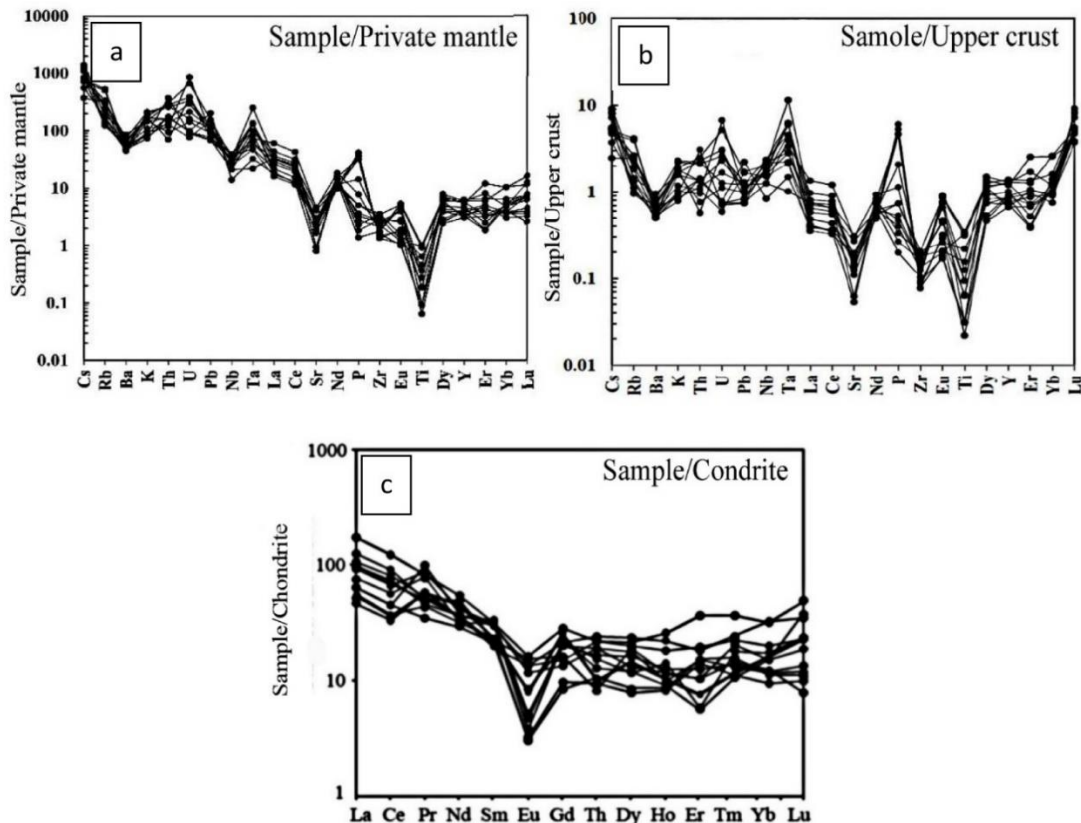 a
Sample/Private mantle
Sample/Private mantle
10000
1000
100
10
1
0.1
0.01
Cs Rb Ba K Th U Pb Nb Ta La Ce Sr Nd P Zr Eu Ti Dy Y Er Yb Lu
b
Samole/Upper crust
Sample/Upper crust
100
10
1
0.1
0.01
Cs Rb Ba K Th U Pb Nb Ta La Ce Sr Nd P Zr Eu Ti Dy Y Er Yb Lu
c
Sample/Condrite
Sample/Chondrite
1000
100
10
1
La Ce Pr Nd Sm Eu Gd Th Dy Ho Er Tm Yb Lu